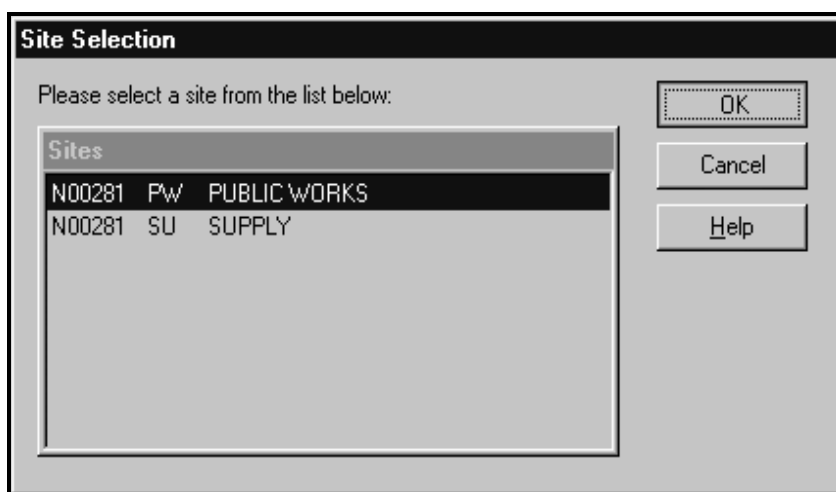 Site Selection
Please select a site from the list below:
OK
Sites
Cancel
N00281 PW PUBLIC WORKS
N00281 SU SUPPLY
Help